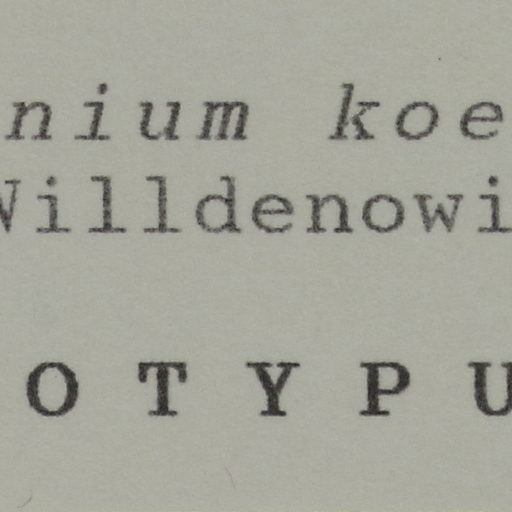 nium koe
Willdenowi
O T Y P U